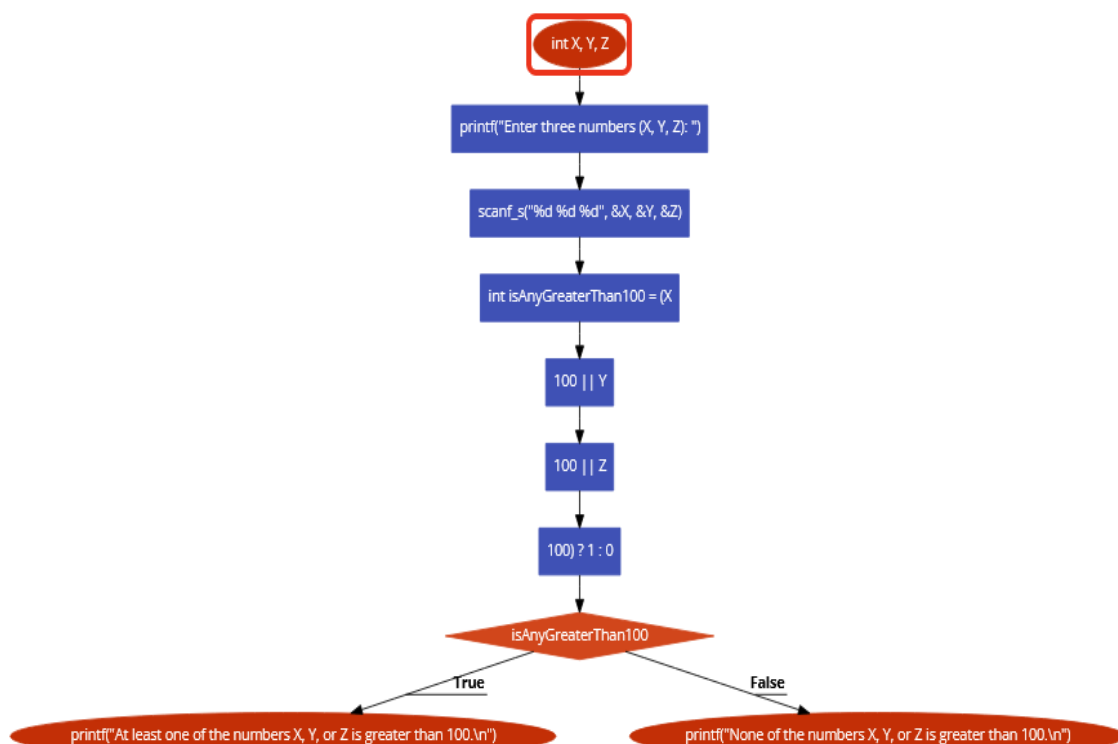 int X, Y, Z
printf("Enter three numbers (X, Y, Z): ")
scanf_s("%d %d %d", &X, &Y, &Z)
int isAnyGreaterThan100 = (X
100 || Y
100 || Z
100) ? 1 : 0
isAnyGreaterThan100
True
False
printf("At least one of the numbers X, Y, or Z is greater than 100.\n")
printf("None of the numbers X, Y, or Z is greater than 100.\n")